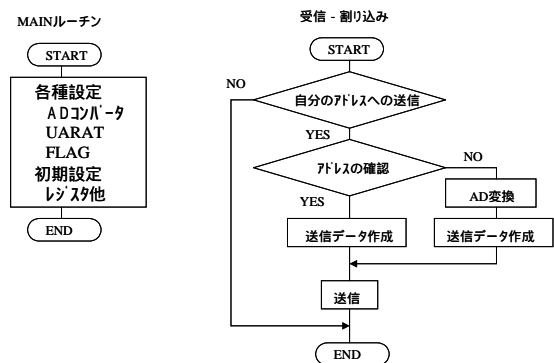 MAINルーチン
START
各種設定
ADコンバータ
UARAT
FLAG
初期設定
レジスタ他
END
受信 - 割り込み
START
NO
自分のアドレスへの送信
YES
アドレスの確認
NO
YES
AD変換
送信データ作成
送信データ作成
送信
END